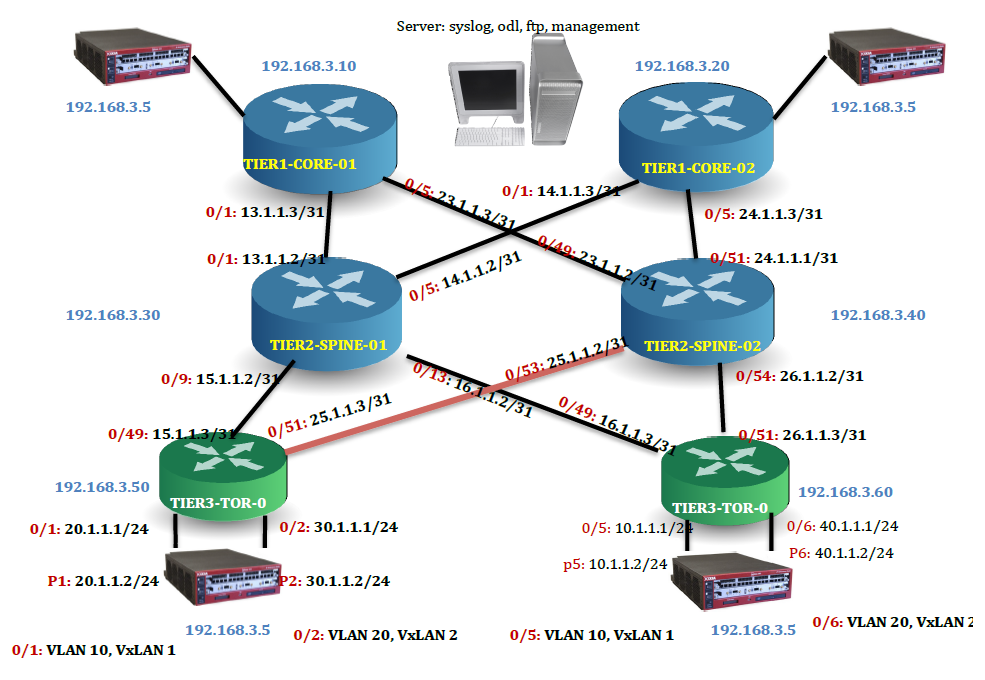 Server: syslog, odl, ftp, management
192.168.3.10
192.168.3.20
192.168.3.5
192.168.3.5
TIER1-CORE-01
TIER1-CORE-02
0/1: 13.1.1.3/31
0/5: 23.1.1.3/31
0/1: 14.1.1.3/31
0/5: 24.1.1.3/31
0/1: 13.1.1.2/31
0/5: 14.1.1.2/31
0/49: 23.1.1.2/31
0/51: 24.1.1.1/31
192.168.3.30
192.168.3.40
TIER2-SPINE-01
TIER2-SPINE-02
0/9: 15.1.1.2/31
0/13: 16.1.1.2/31
0/53: 25.1.1.2/31
0/54: 26.1.1.2/31
0/49: 15.1.1.3/31
0/51: 25.1.1.3/31
0/49: 16.1.1.3/31
0/51: 26.1.1.3/31
192.168.3.50
192.168.3.60
TIER3-TOR-0
TIER3-TOR-0
0/1: 20.1.1.1/24
0/2: 30.1.1.1/24
0/5: 10.1.1.1/24
0/6: 40.1.1.1/24
P1: 20.1.1.2/24
P2: 30.1.1.2/24
p5: 10.1.1.2/24
P6: 40.1.1.2/24
192.168.3.5
192.168.3.5
0/1: VLAN 10, VxLAN 1
0/2: VLAN 20, VxLAN 2
0/5: VLAN 10, VxLAN 1
0/6: VLAN 20, VxLAN 2